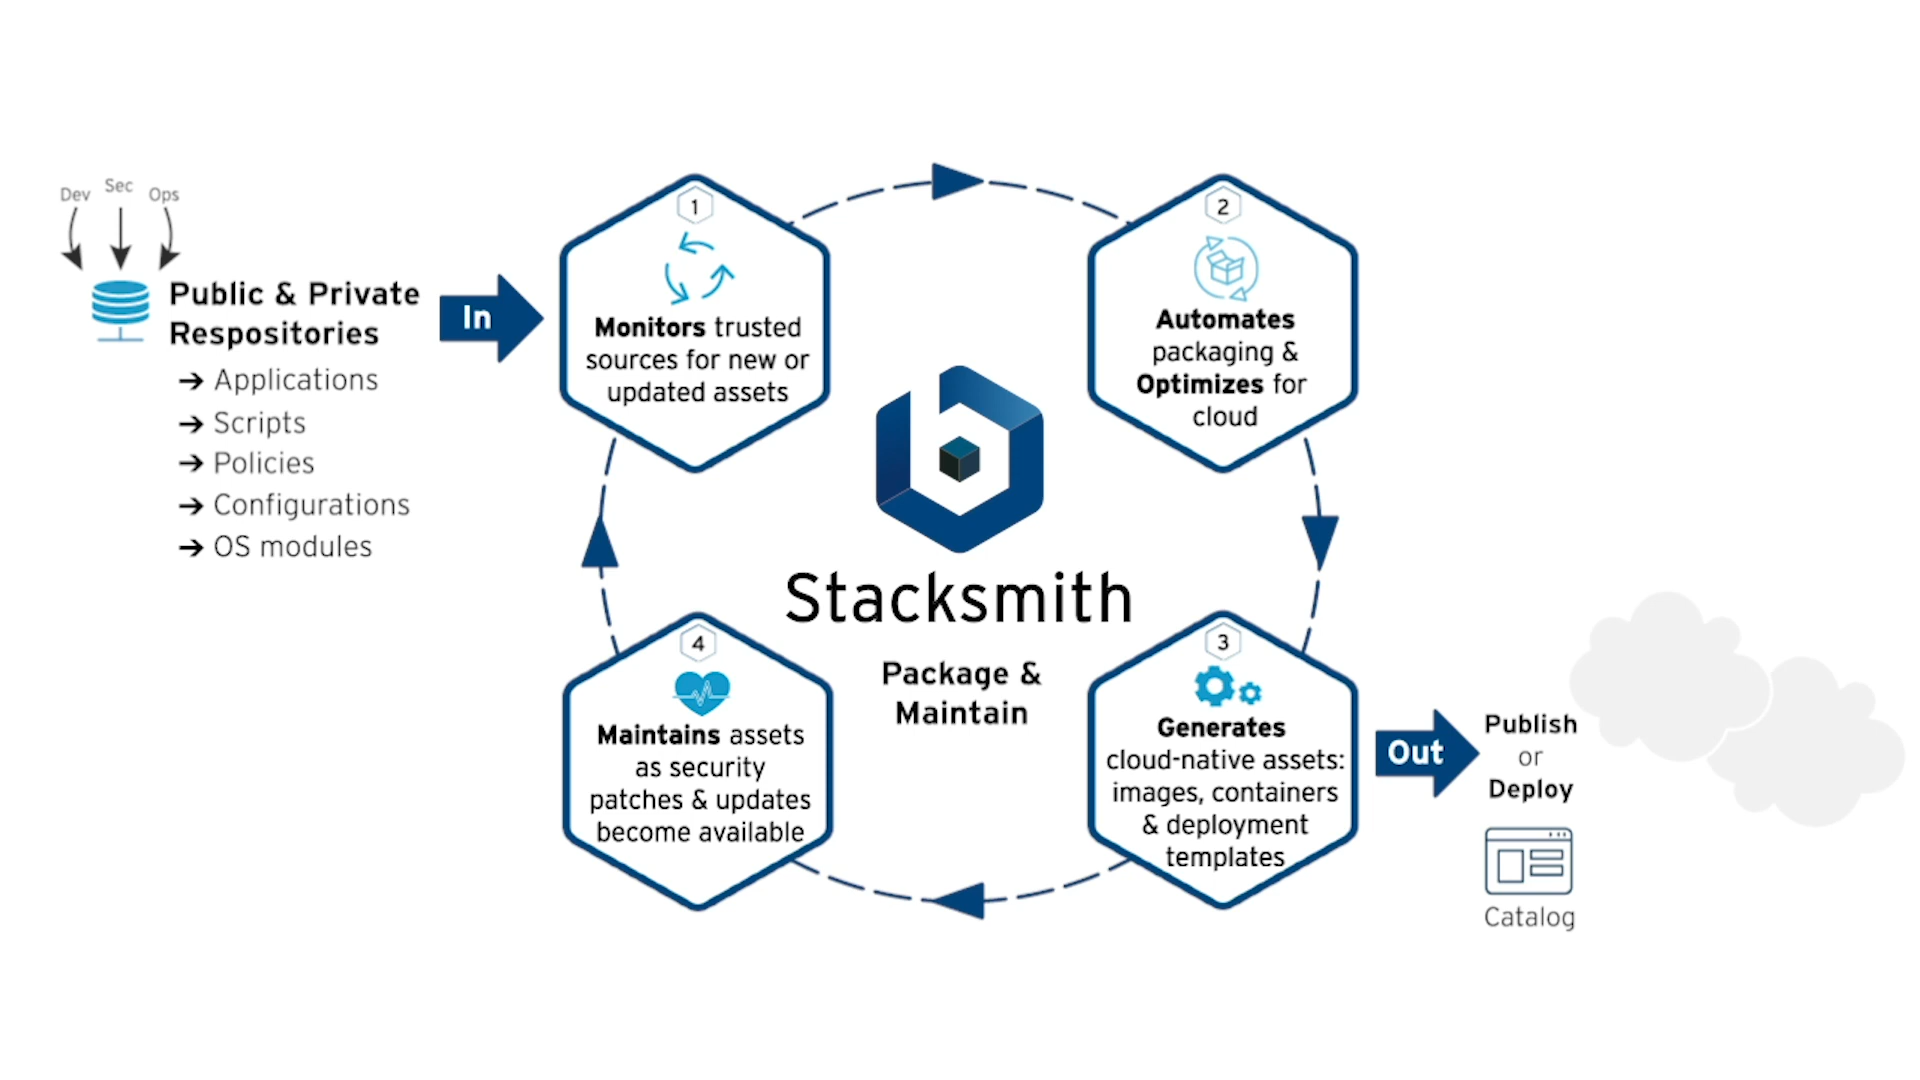 Dev Sec Ops
Public & Private
Respositories
➔ Applications
➔ Scripts
➔ Policies
➔ Configurations
➔ OS modules
In
1
Monitors trusted
sources for new or
updated assets
2
Automates
packaging &
Optimizes for
cloud
Stacksmith
Package &
Maintain
3
Generates
cloud-native assets:
images, containers
& deployment
templates
4
Maintains assets
as security
patches & updates
become available
Out
Publish
or
Deploy
Catalog